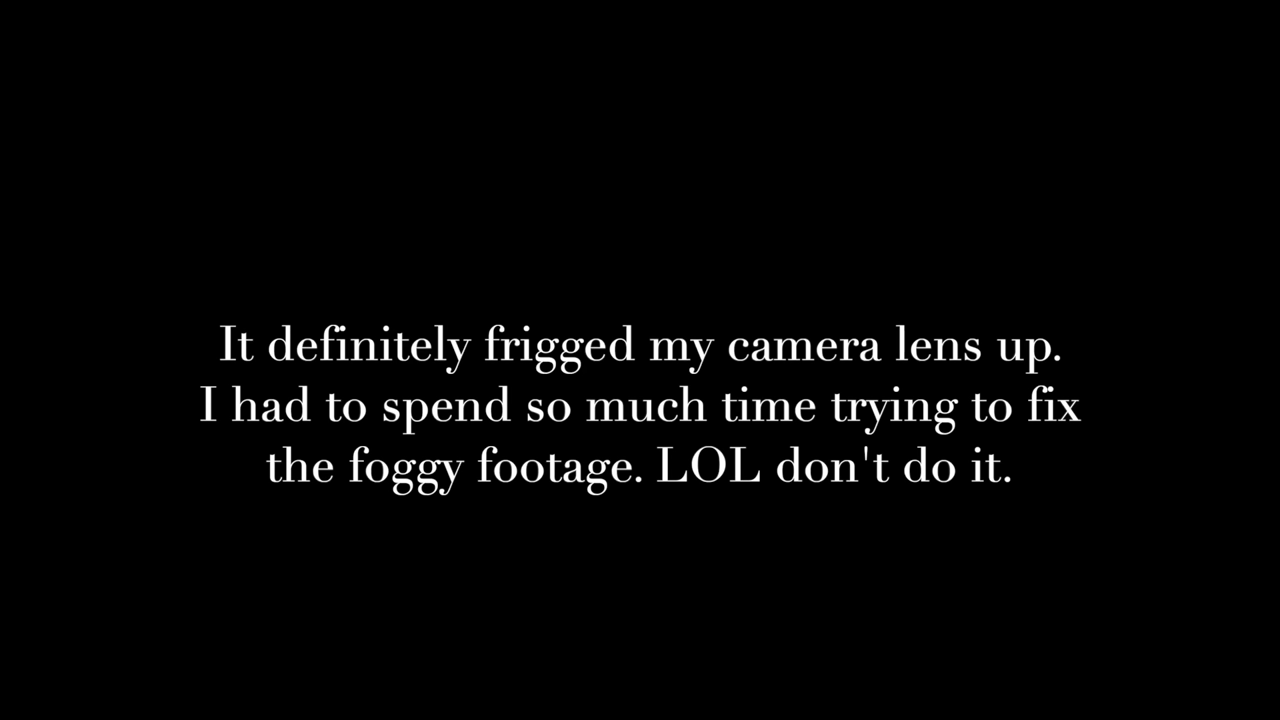 It definitely frigged my camera lens up.
I had to spend so much time trying to fix
the foggy footage. LOL don't do it.